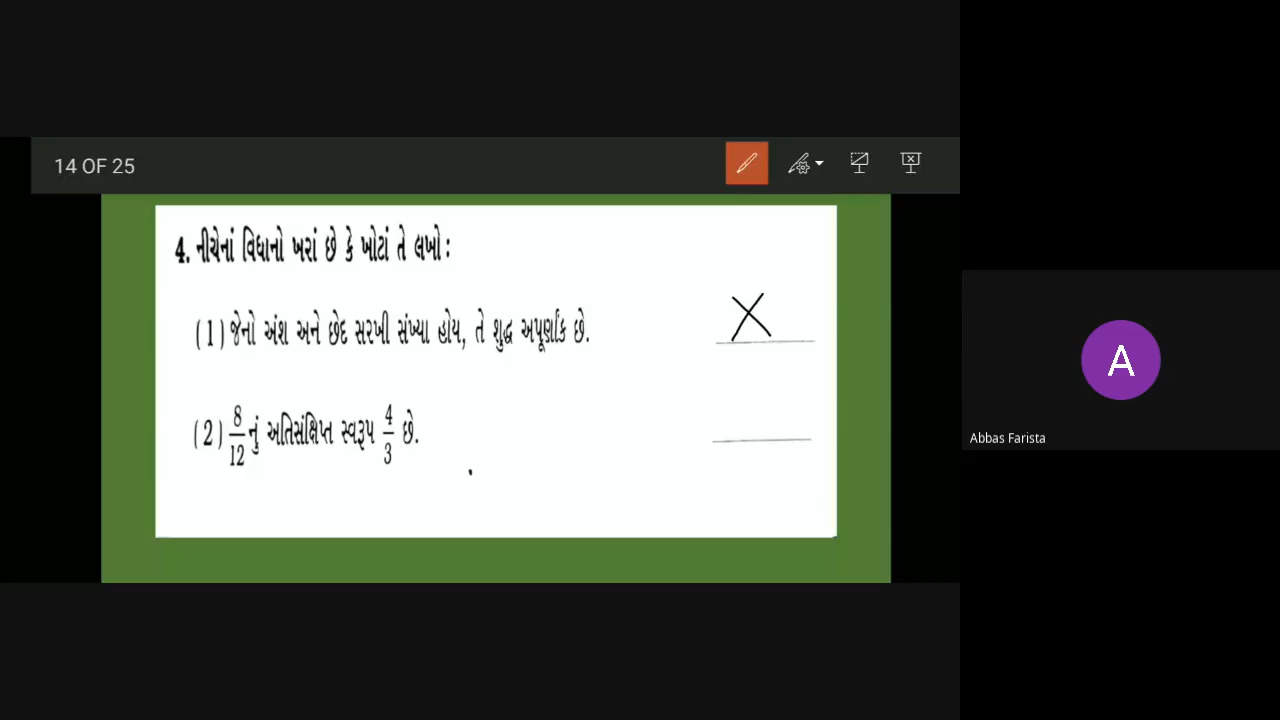 14 OF 25
4. નીચેનાં વિધાનો ખરાં છે કે ખોટાં તે લખો :
(1) જેનો અંશ અને છેદ સરખી સંખ્યા હોય, તે શુદ્ધ અપૂર્ણાંક છે. X
(2) 8/12 નું અતિસંક્ષિપ્ત સ્વરૂપ 4/3 છે.
A
Abbas Farista